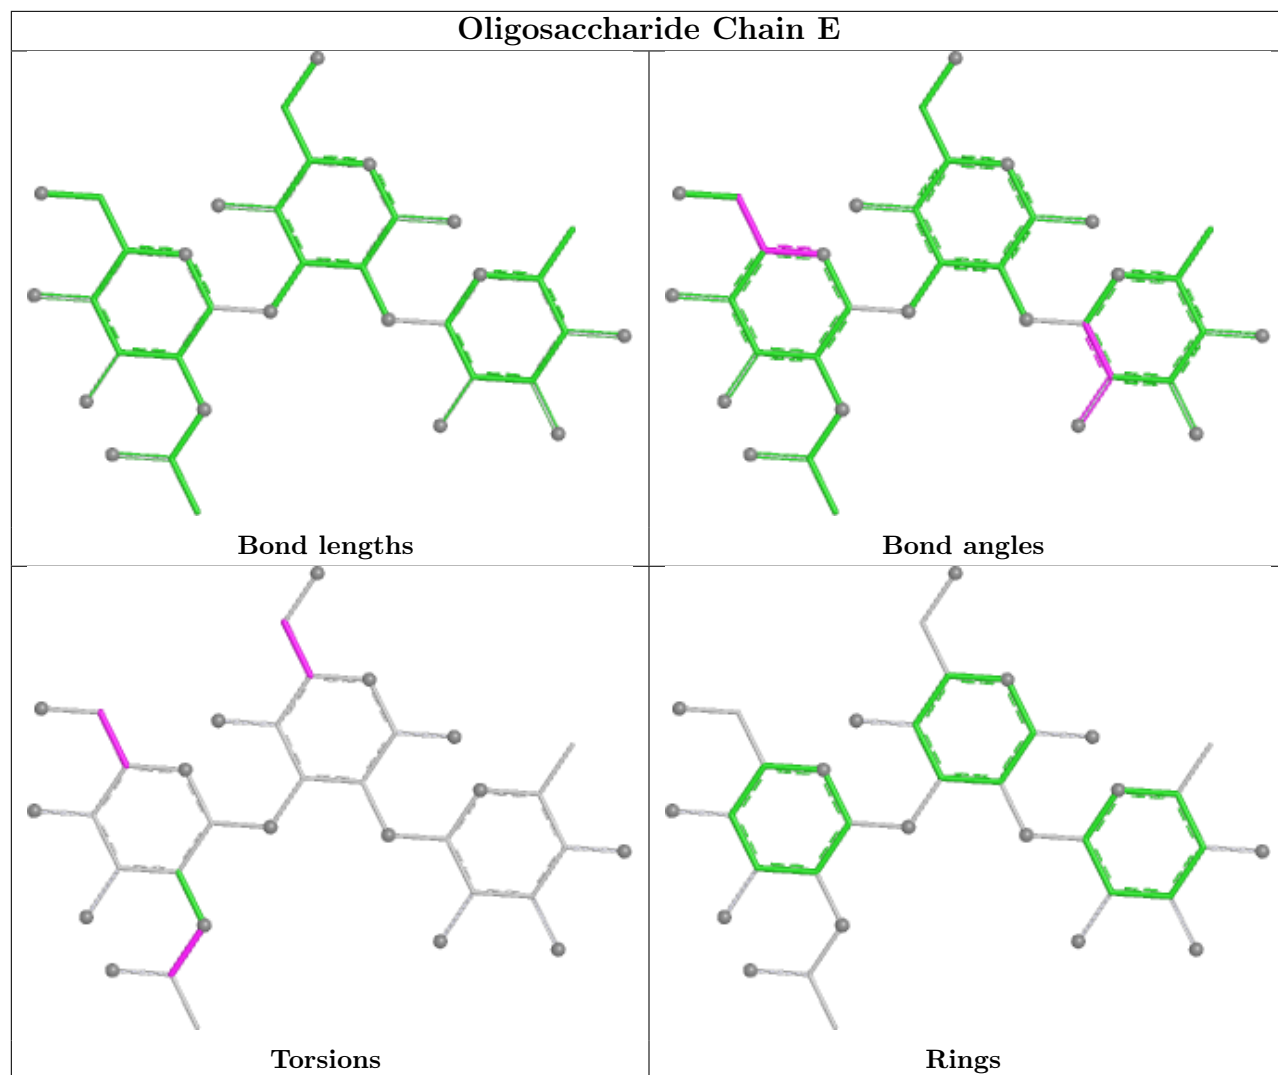 Oligosaccharide Chain E
Bond lengths
Bond angles
Torsions
Rings